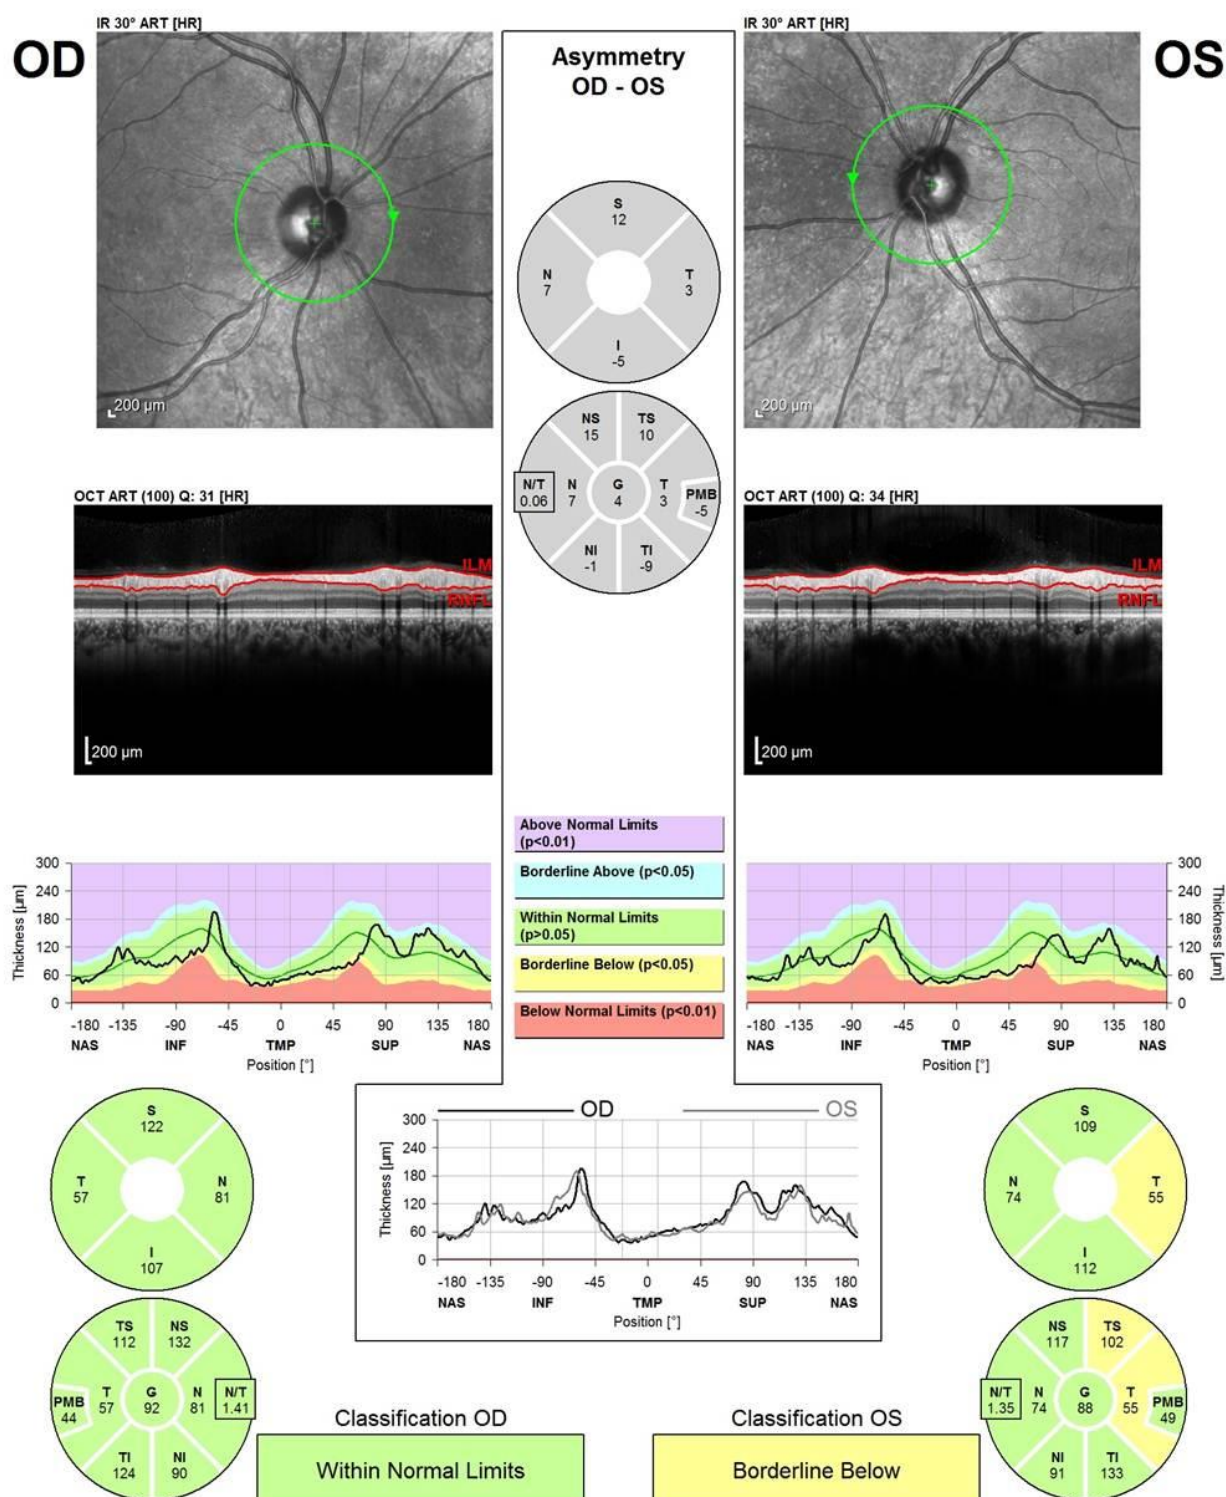 IR 30° ART [HR]
OD
Asymmetry
OD - OS
IR 30° ART [HR]
OS
200 µm
200 µm
S
12
N
7
T
3
I
-5
NS
15
TS
10
N/T
0.06
N
7
G
4
T
3
PMB
-5
NI
-1
TI
-9
OCT ART (100) Q: 31 [HR]
ILM
RNFL
200 µm
OCT ART (100) Q: 34 [HR]
ILM
RNFL
200 µm
Above Normal Limits
(p<0.01)
Borderline Above (p<0.05)
Within Normal Limits
(p>0.05)
Borderline Below (p<0.05)
Below Normal Limits (p<0.01)
Thickness [µm]
300
240
180
120
60
0
-180 -135 -90 -45 0 45 90 135 180
NAS INF TMP SUP NAS
Position [°]
300
240
180
120
60
0
Thickness [µm]
-180 -135 -90 -45 0 45 90 135 180
NAS INF TMP SUP NAS
Position [°]
S
122
T
57
N
81
I
107
OD OS
Thickness [µm]
300
240
180
120
60
0
-180 -135 -90 -45 0 45 90 135 180
NAS INF TMP SUP NAS
Position [°]
S
109
N
74
T
55
I
112
TS
112
NS
132
PMB
44
T
57
G
92
N
81
N/T
1.41
TI
124
NI
90
Classification OD
Within Normal Limits
Classification OS
Borderline Below
NS
117
TS
102
N/T
1.35
N
74
G
88
T
55
PMB
49
NI
91
TI
133